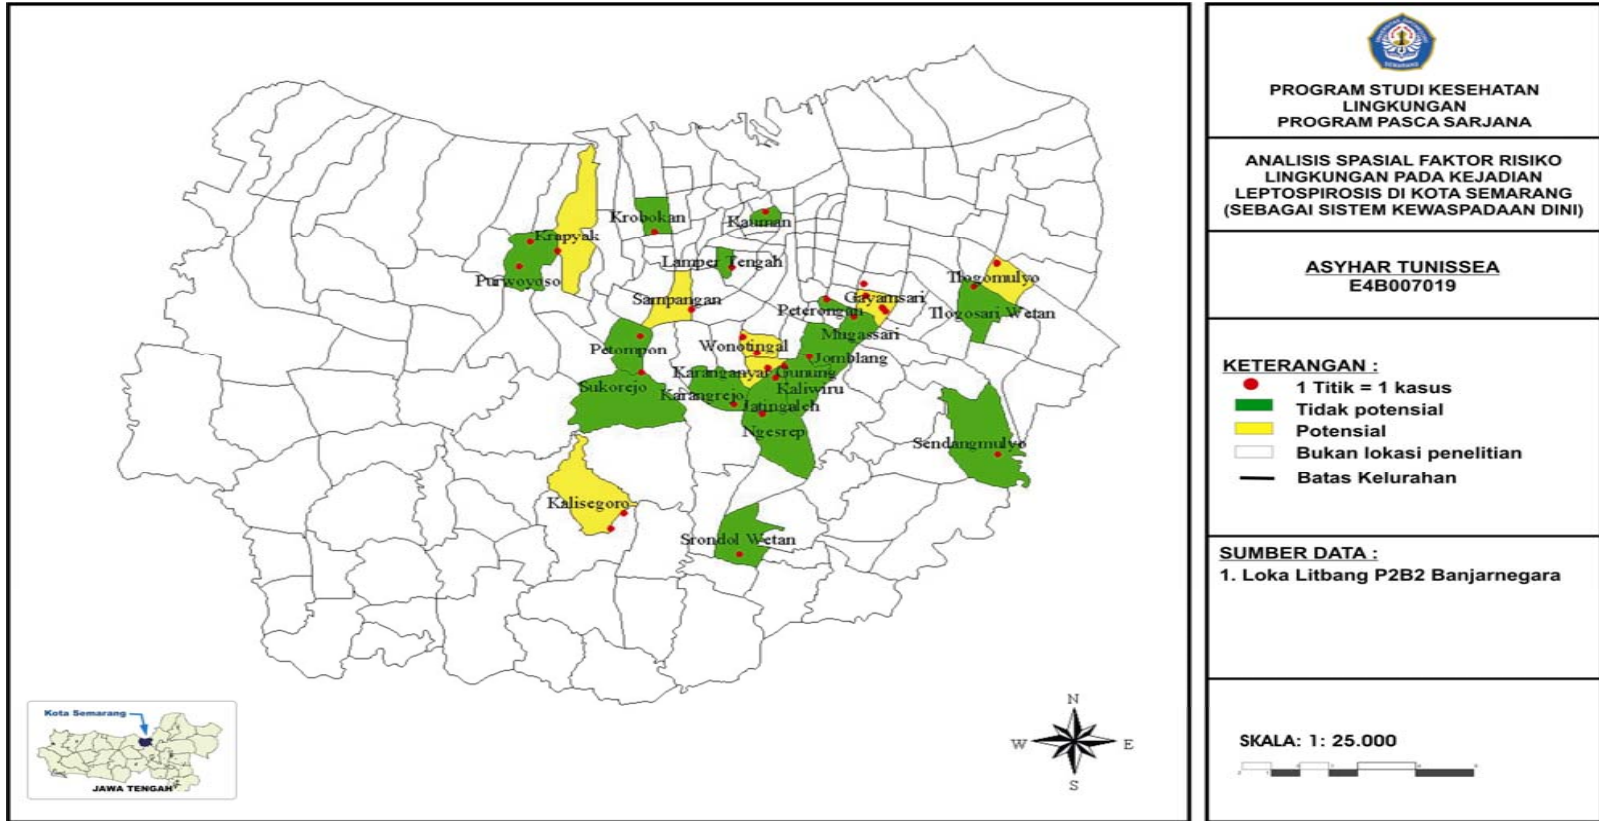 Krobokan
Kauman
Krapyak
Lamper Tengah
Purwoyoso
Tlogomulyo
Sampangan
Gayamsari
Peterongan
Tlogosari Wetan
Mugassari
Petompon
Wonotingal
Jomblang
Karanganyar Gunung
Sukorejo
Kaliwiru
Karangrejo
Jatingaleh
Ngesrep
Sendangmulyo
Kalisegoro
Srondol Wetan
Kota Semarang
JAWA TENGAH
N
W
E
S
PROGRAM STUDI KESEHATAN
LINGKUNGAN
PROGRAM PASCA SARJANA
ANALISIS SPASIAL FAKTOR RISIKO
LINGKUNGAN PADA KEJADIAN
LEPTOSPIROSIS DI KOTA SEMARANG
(SEBAGAI SISTEM KEWASPADAAN DINI)
ASYHAR TUNISSEA
E4B007019
KETERANGAN :
1 Titik = 1 kasus
Tidak potensial
Potensial
Bukan lokasi penelitian
Batas Kelurahan
SUMBER DATA :
1. Loka Litbang P2B2 Banjarnegara
SKALA: 1: 25.000